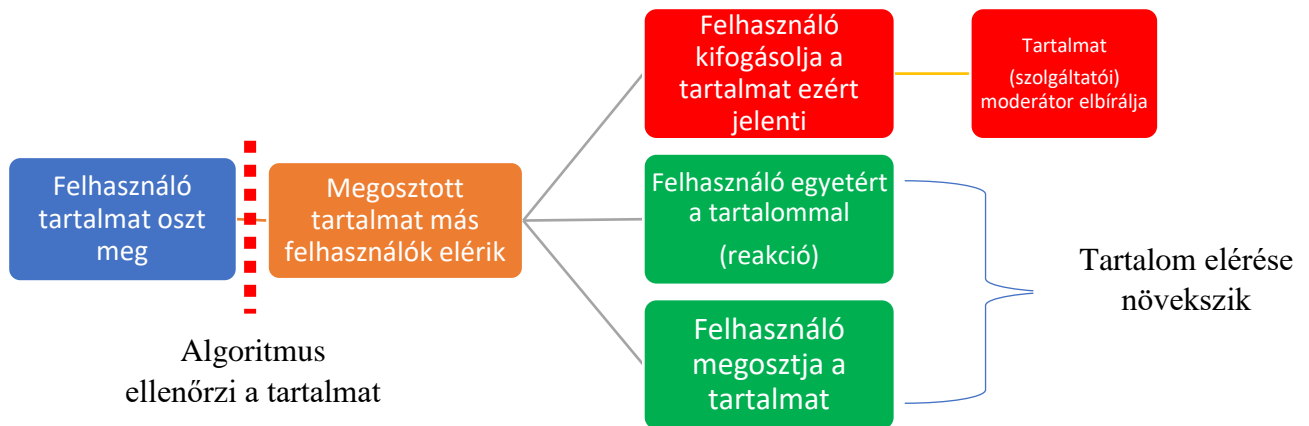 Felhasználó
tartalmat oszt
meg
Algoritmus
ellenőrzi a tartalmat
Megosztott
tartalmat más
felhasználók elérik
Felhasználó
kifogásolja a
tartalmat ezért
jelenti
Tartalmat
(szolgáltatói)
moderátor elbírálja
Felhasználó egyetért
a tartalommal
(reakció)
Felhasználó
megosztja a
tartalmat
Tartalom elérése
növekszik